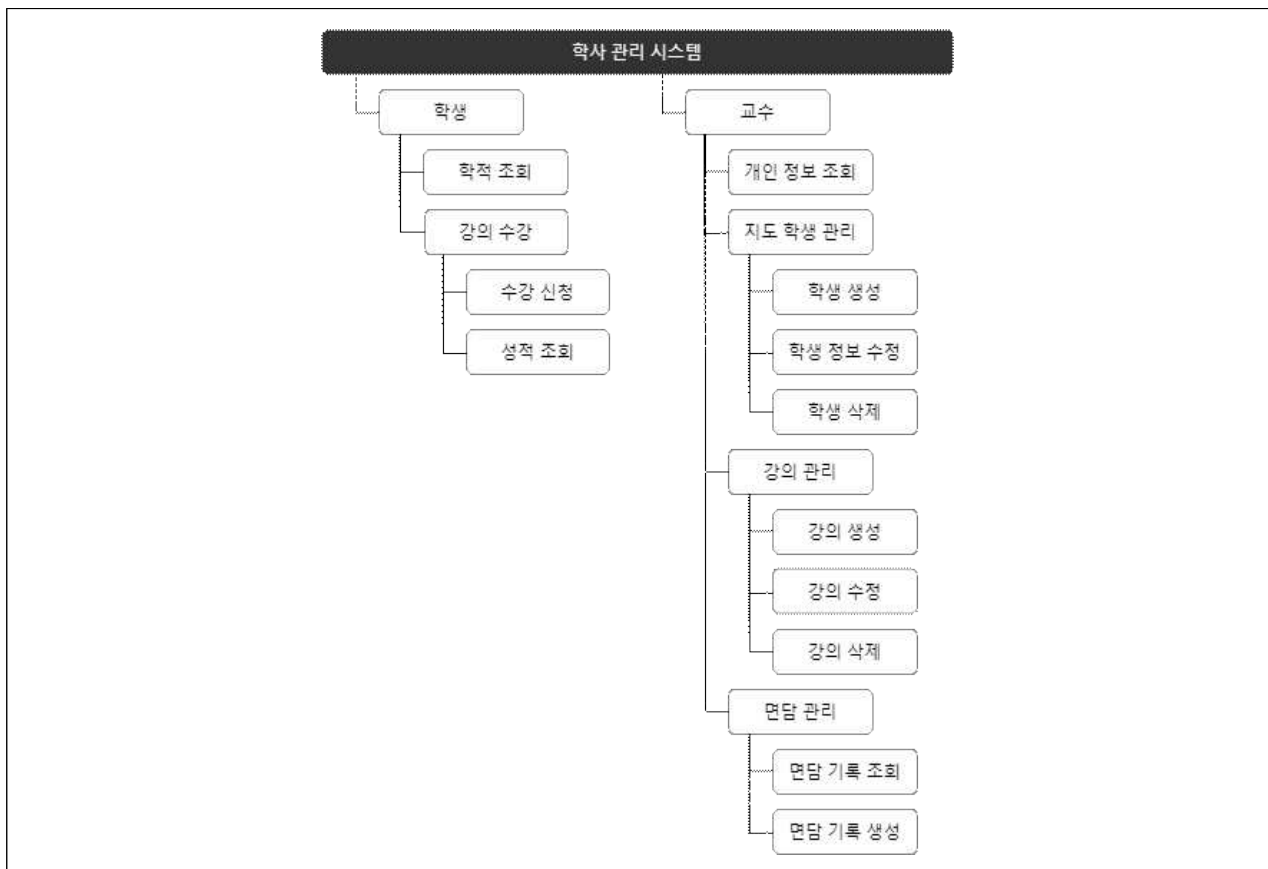 학사 관리 시스템
학생
학적 조회
강의 수강
수강 신청
성적 조회
교수
개인 정보 조회
지도 학생 관리
학생 생성
학생 정보 수정
학생 삭제
강의 관리
강의 생성
강의 수정
강의 삭제
면담 관리
면담 기록 조회
면담 기록 생성